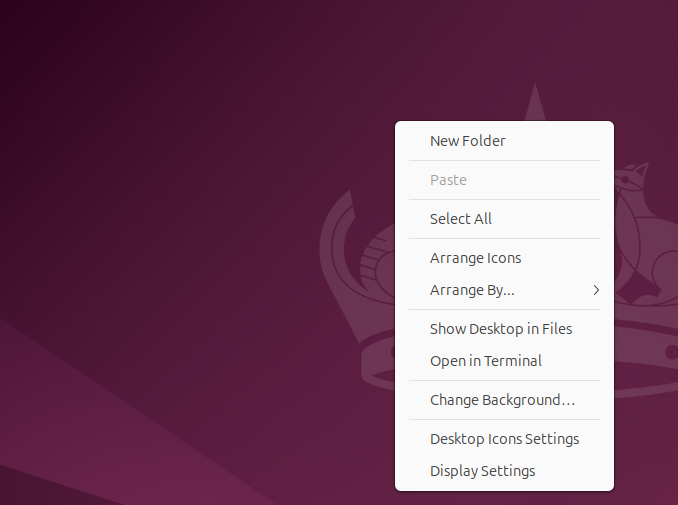 New Folder
Paste
Select All
Arrange Icons
Arrange By...
Show Desktop in Files
Open in Terminal
Change Background…
Desktop Icons Settings
Display Settings